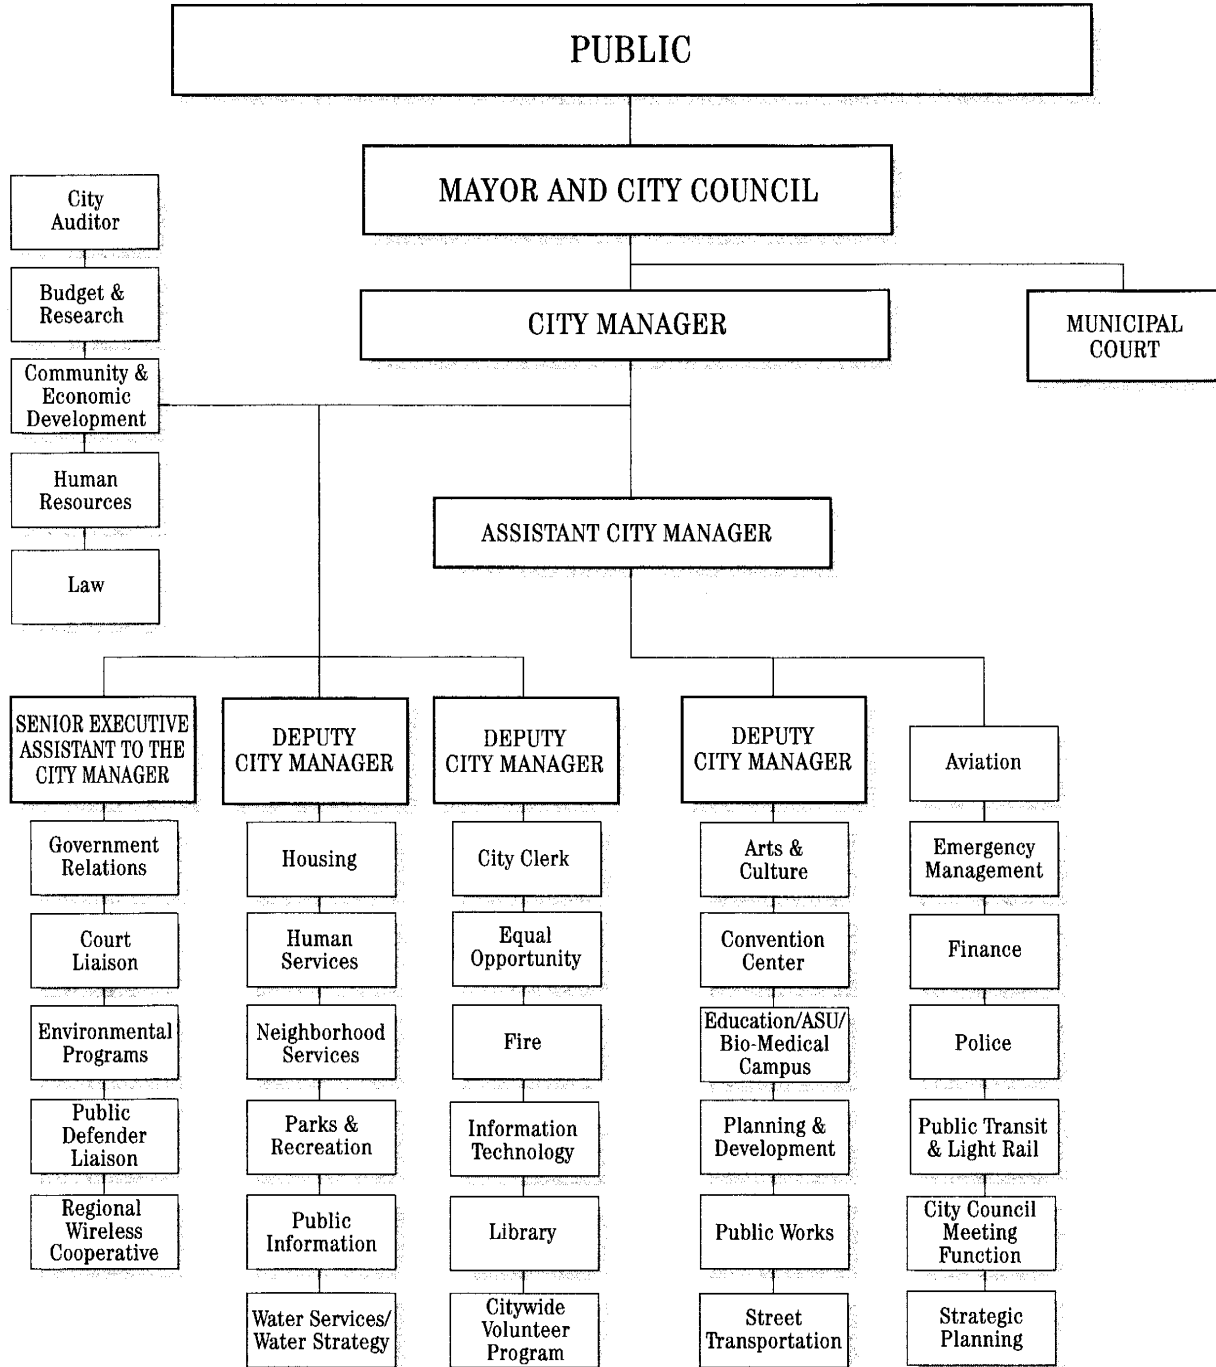 PUBLIC
MAYOR AND CITY COUNCIL
City
Auditor
Budget &
Research
Community &
Economic
Development
Human
Resources
Law
CITY MANAGER
MUNICIPAL
COURT
ASSISTANT CITY MANAGER
SENIOR EXECUTIVE
ASSISTANT TO THE
CITY MANAGER
Government
Relations
Court
Liaison
Environmental
Programs
Public
Defender
Liaison
Regional
Wireless
Cooperative
DEPUTY
CITY MANAGER
Housing
Human
Services
Neighborhood
Services
Parks &
Recreation
Public
Information
Water Services/
Water Strategy
DEPUTY
CITY MANAGER
City Clerk
Equal
Opportunity
Fire
Information
Technology
Library
Citywide
Volunteer
Program
DEPUTY
CITY MANAGER
Arts &
Culture
Convention
Center
Education/ASU/
Bio-Medical
Campus
Planning &
Development
Public Works
Street
Transportation
Aviation
Emergency
Management
Finance
Police
Public Transit
& Light Rail
City Council
Meeting
Function
Strategic
Planning